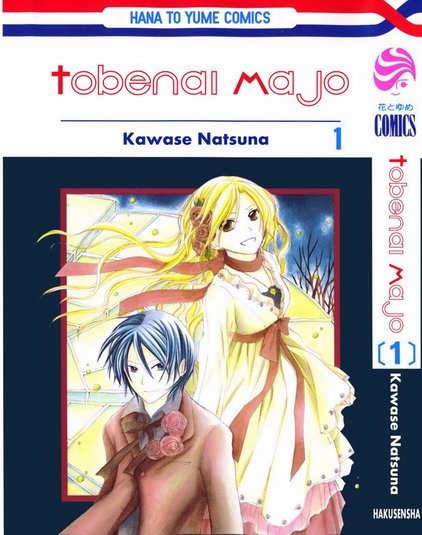 HANA TO YUME COMICS
tobenai majo
Kawase Natsuna
1
花とゆめ
COMICS
tobenai majo
[1]
Kawase Natsuna
HAKUSENSHA